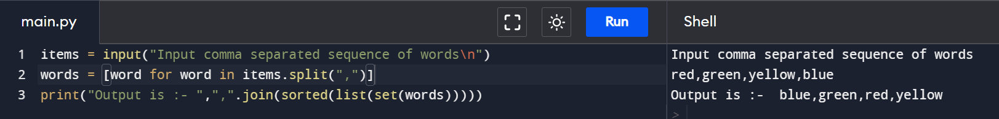 main.py
Run
Shell
1 items = input("Input comma separated sequence of words\n")
2 words = [word for word in items.split(",")]
3 print("Output is :- ",",".join(sorted(list(set(words)))))
Input comma separated sequence of words
red,green,yellow,blue
Output is :-  blue,green,red,yellow
>